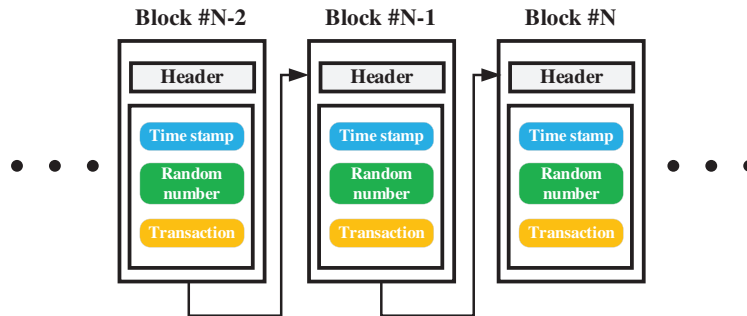 Block #N-2
Block #N-1
Block #N
Header
Header
Header
Time stamp
Time stamp
Time stamp
Random
number
Random
number
Random
number
Transaction
Transaction
Transaction